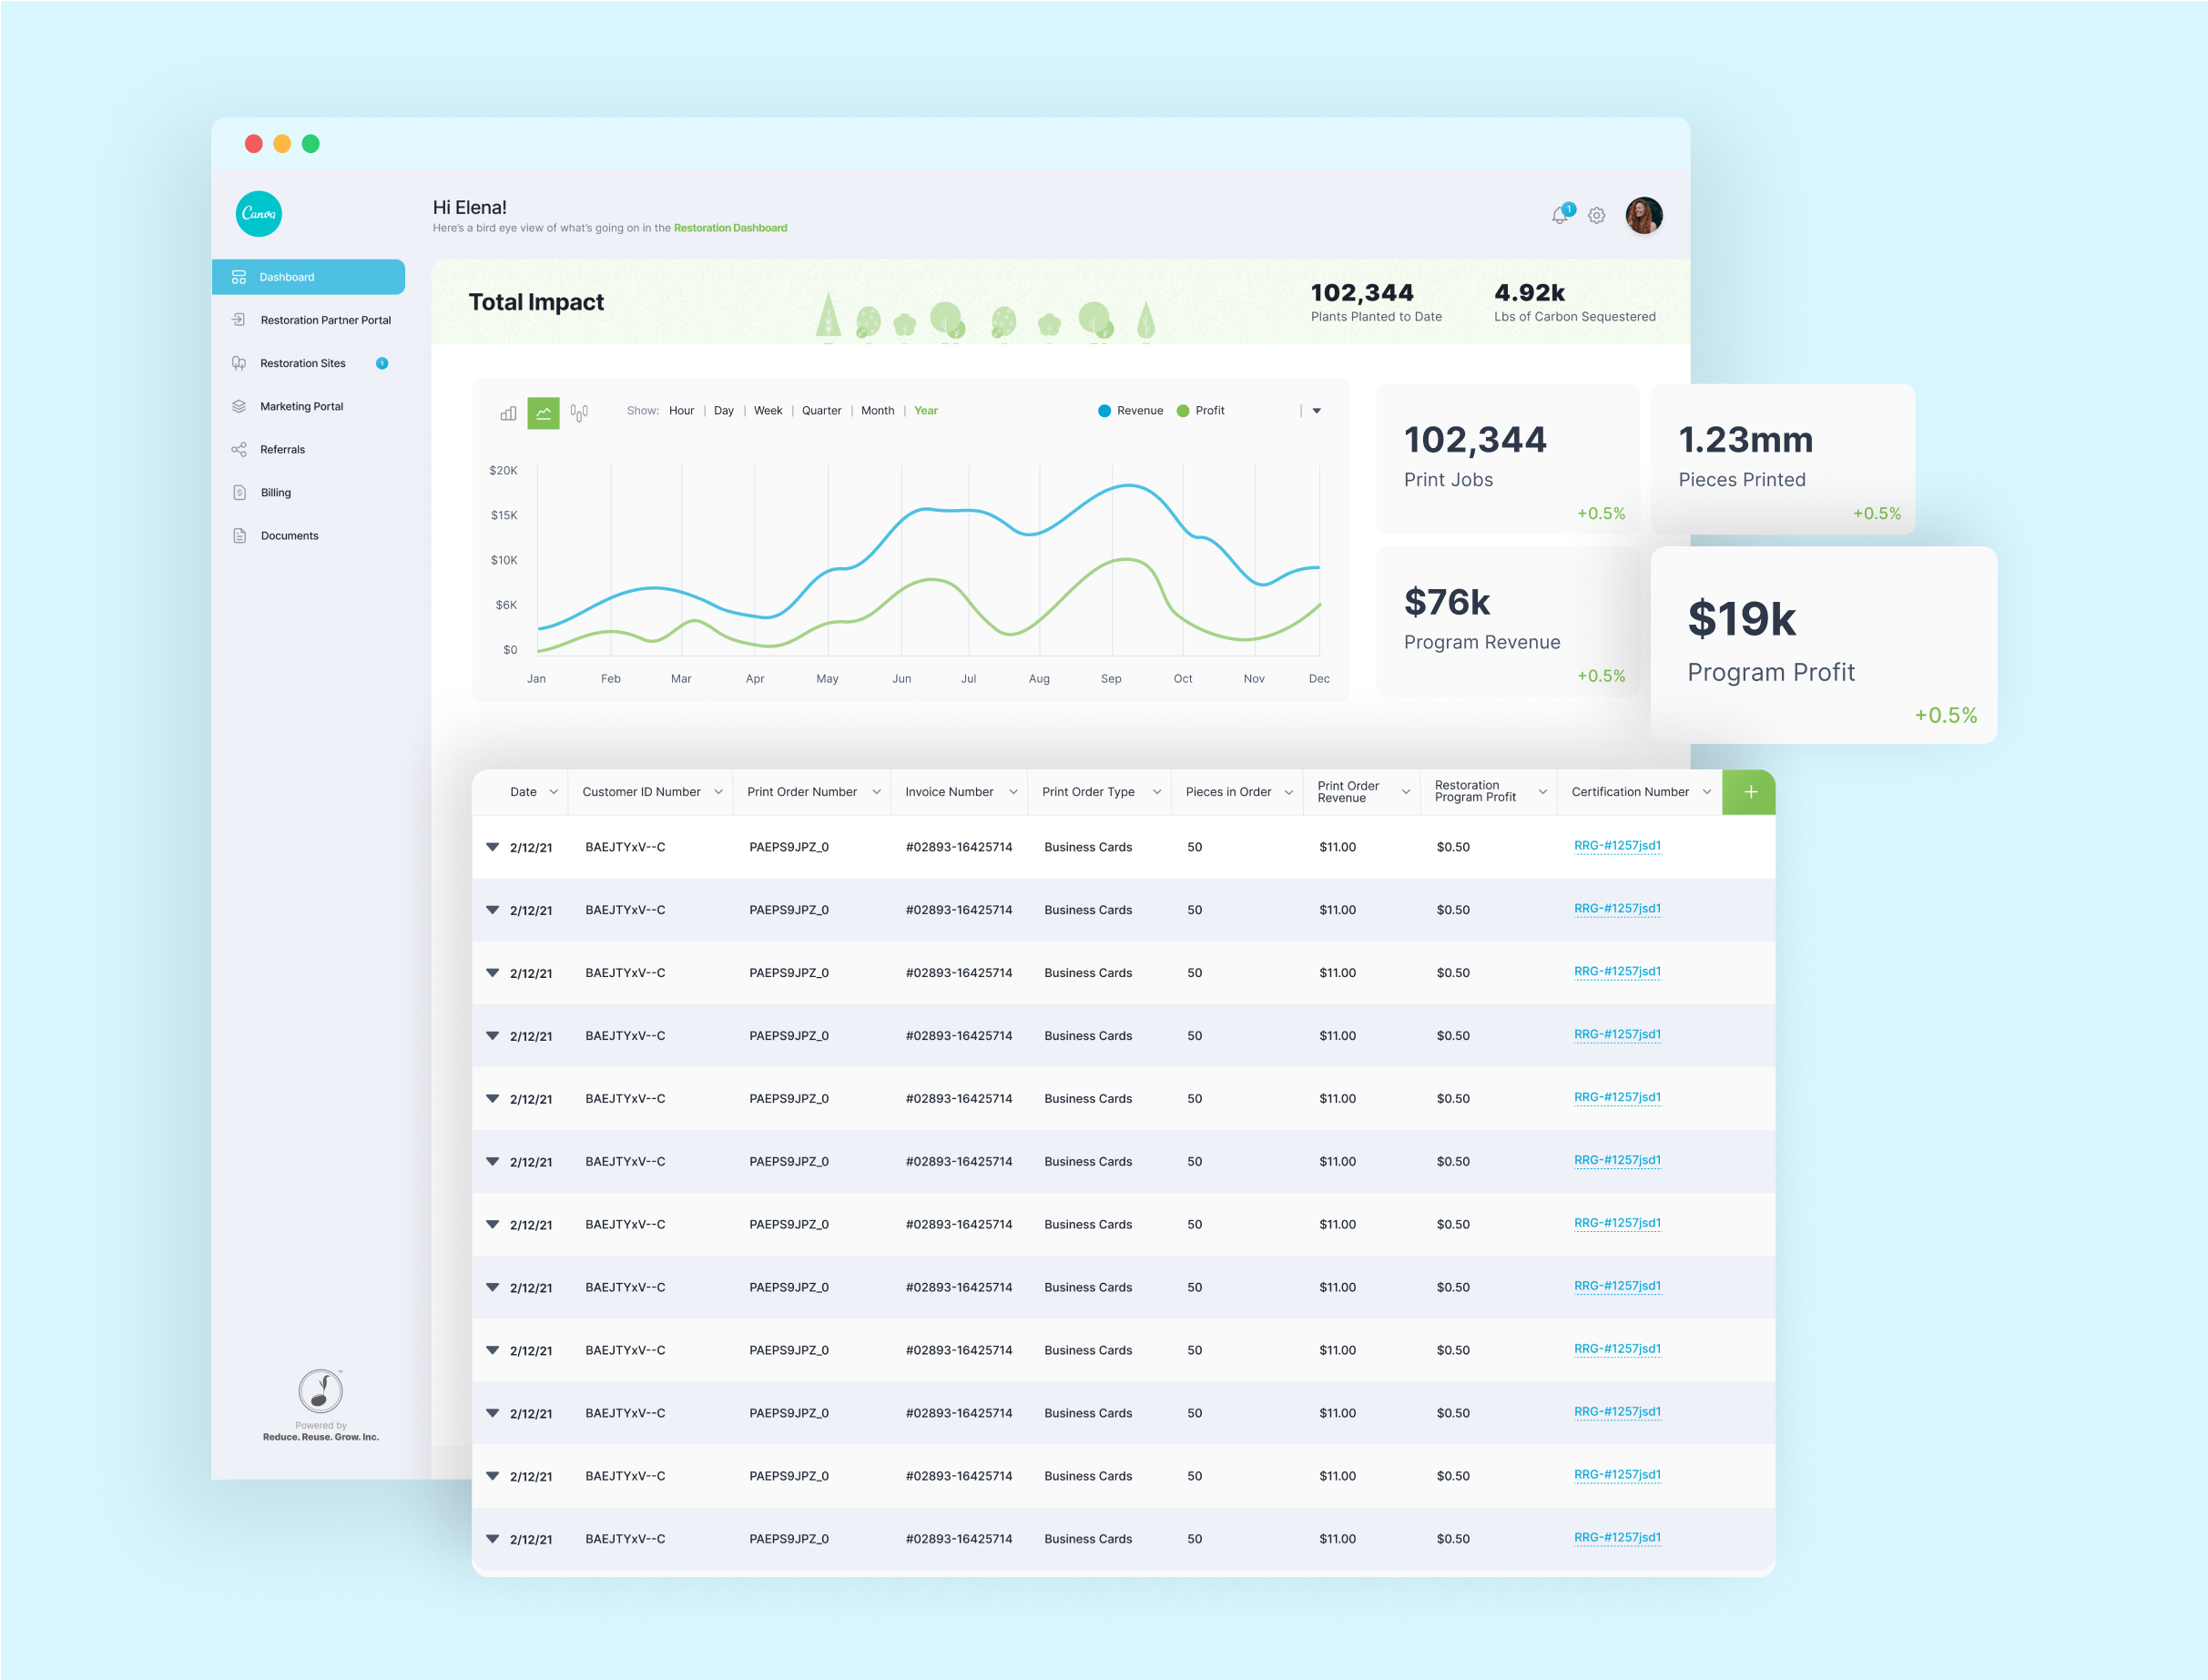 Canva
Hi Elena!
Here's a bird eye view of what's going on in the Restoration Dashboard
1
Dashboard
Restoration Partner Portal
Restoration Sites 1
Marketing Portal
Referrals
Billing
Documents
Powered by
Reduce. Reuse. Grow. Inc.
Total Impact
102,344
Plants Planted to Date
4.92k
Lbs of Carbon Sequestered
Show: Hour | Day | Week | Quarter | Month | Year
Revenue Profit
$20K
$15K
$10K
$6K
$0
Jan Feb Mar Apr May Jun Jul Aug Sep Oct Nov Dec
102,344
Print Jobs
+0.5%
1.23mm
Pieces Printed
+0.5%
$76k
Program Revenue
+0.5%
$19k
Program Profit
+0.5%
Date Customer ID Number Print Order Number Invoice Number Print Order Type Pieces in Order Print Order Revenue Restoration Program Profit Certification Number +
2/12/21 BAEJTYxV--C PAEPS9JPZ_0 #02893-16425714 Business Cards 50 $11.00 $0.50 RRG-#1257jsd1
2/12/21 BAEJTYxV--C PAEPS9JPZ_0 #02893-16425714 Business Cards 50 $11.00 $0.50 RRG-#1257jsd1
2/12/21 BAEJTYxV--C PAEPS9JPZ_0 #02893-16425714 Business Cards 50 $11.00 $0.50 RRG-#1257jsd1
2/12/21 BAEJTYxV--C PAEPS9JPZ_0 #02893-16425714 Business Cards 50 $11.00 $0.50 RRG-#1257jsd1
2/12/21 BAEJTYxV--C PAEPS9JPZ_0 #02893-16425714 Business Cards 50 $11.00 $0.50 RRG-#1257jsd1
2/12/21 BAEJTYxV--C PAEPS9JPZ_0 #02893-16425714 Business Cards 50 $11.00 $0.50 RRG-#1257jsd1
2/12/21 BAEJTYxV--C PAEPS9JPZ_0 #02893-16425714 Business Cards 50 $11.00 $0.50 RRG-#1257jsd1
2/12/21 BAEJTYxV--C PAEPS9JPZ_0 #02893-16425714 Business Cards 50 $11.00 $0.50 RRG-#1257jsd1
2/12/21 BAEJTYxV--C PAEPS9JPZ_0 #02893-16425714 Business Cards 50 $11.00 $0.50 RRG-#1257jsd1
2/12/21 BAEJTYxV--C PAEPS9JPZ_0 #02893-16425714 Business Cards 50 $11.00 $0.50 RRG-#1257jsd1
2/12/21 BAEJTYxV--C PAEPS9JPZ_0 #02893-16425714 Business Cards 50 $11.00 $0.50 RRG-#1257jsd1
2/12/21 BAEJTYxV--C PAEPS9JPZ_0 #02893-16425714 Business Cards 50 $11.00 $0.50 RRG-#1257jsd1